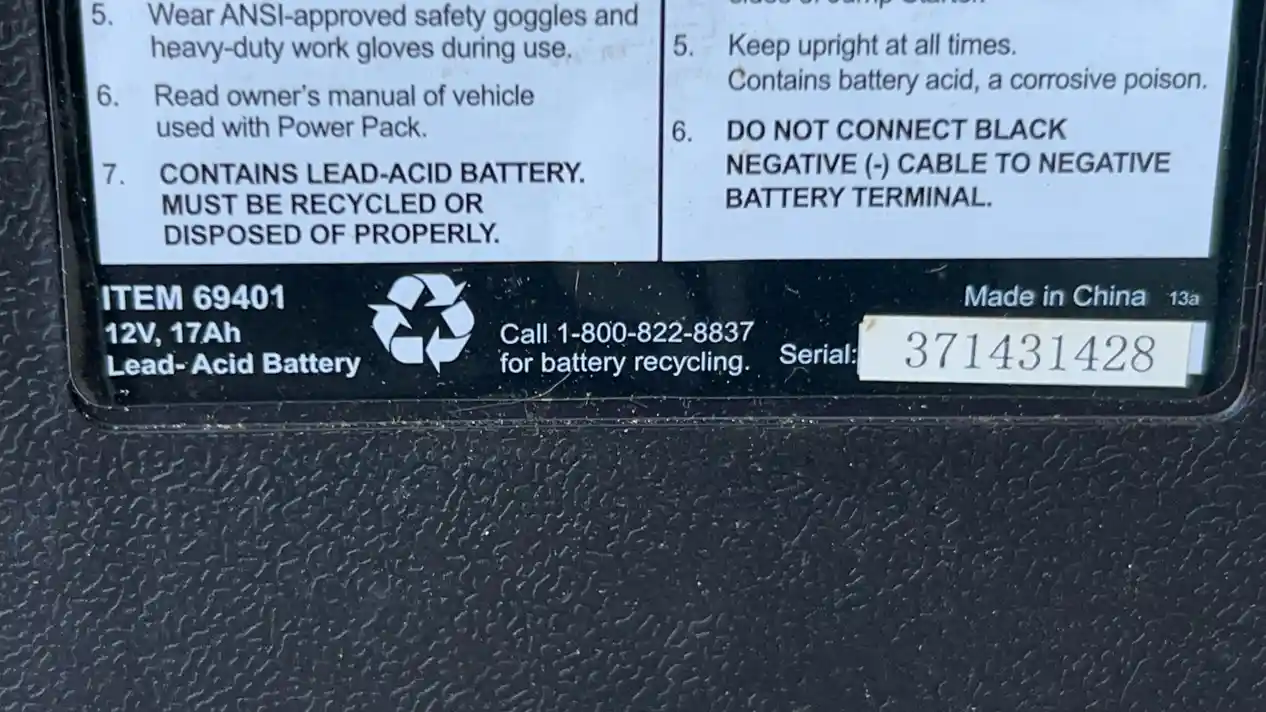 5. Wear ANSI-approved safety goggles and
heavy-duty work gloves during use.
6. Read owner's manual of vehicle
used with Power Pack.
7. CONTAINS LEAD-ACID BATTERY.
MUST BE RECYCLED OR
DISPOSED OF PROPERLY.
5. Keep upright at all times.
Contains battery acid, a corrosive poison.
6. DO NOT CONNECT BLACK
NEGATIVE (-) CABLE TO NEGATIVE
BATTERY TERMINAL.
ITEM 69401
12V, 17Ah
Lead-Acid Battery
Call 1-800-822-8837
for battery recycling.
Made in China 13a
Serial: 371431428